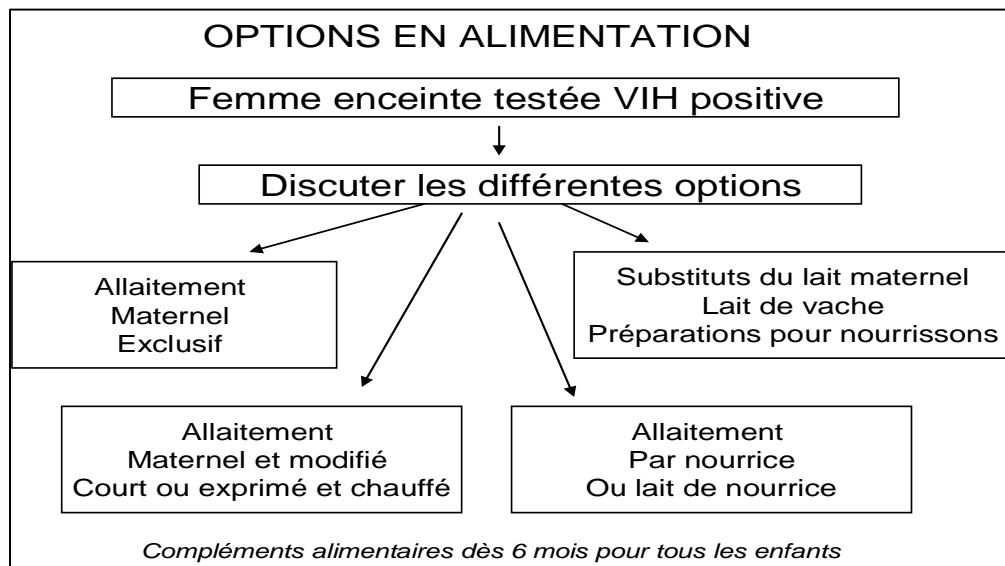 OPTIONS EN ALIMENTATION
Femme enceinte testée VIH positive
Discuter les différentes options
Allaitement
Maternel
Exclusif
Substituts du lait maternel
Lait de vache
Préparations pour nourrissons
Allaitement
Maternel et modifié
Court ou exprimé et chauffé
Allaitement
Par nourrice
Ou lait de nourrice
Compléments alimentaires dès 6 mois pour tous les enfants